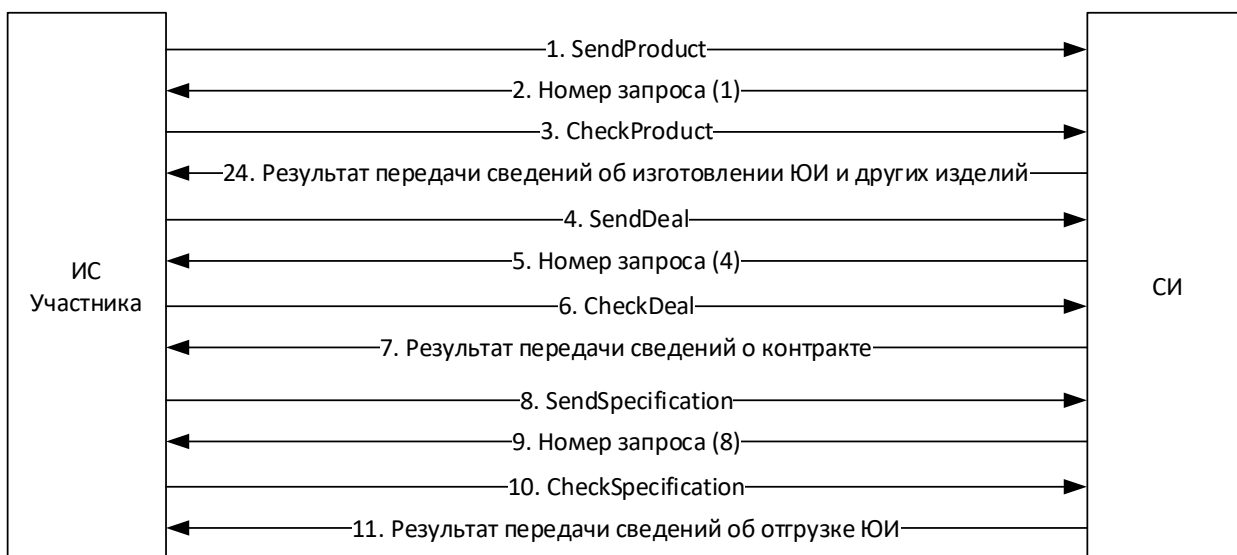 1. SendProduct
2. Номер запроса (1)
3. CheckProduct
24. Результат передачи сведений об изготовлении ЮИ и других изделий
4. SendDeal
5. Номер запроса (4)
ИС
Участника
СИ
6. CheckDeal
7. Результат передачи сведений о контракте
8. SendSpecification
9. Номер запроса (8)
10. CheckSpecification
11. Результат передачи сведений об отгрузке ЮИ